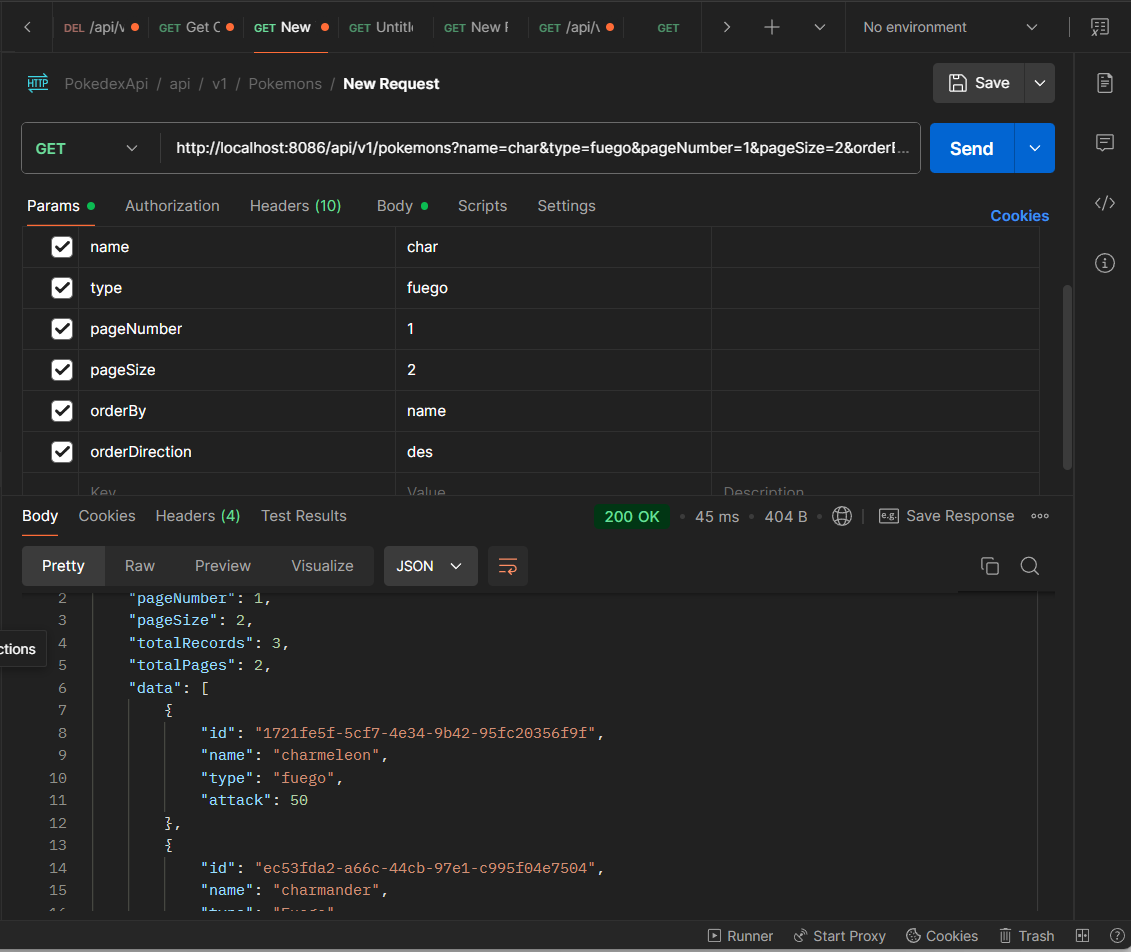 DEL /api/v GET Get C GET New GET Untitle GET New F GET /api/v GET No environment
HTTP PokedexApi / api / v1 / Pokemons / New Request Save
GET http://localhost:8086/api/v1/pokemons?name=char&type=fuego&pageNumber=1&pageSize=2&orderE... Send
Params Authorization Headers (10) Body Scripts Settings Cookies
name char
type fuego
pageNumber 1
pageSize 2
orderBy name
orderDirection des
Key Value Description
Body Cookies Headers (4) Test Results 200 OK 45 ms 404 B e.g. Save Response
Pretty Raw Preview Visualize JSON
2 "pageNumber": 1,
3 "pageSize": 2,
4 "totalRecords": 3,
ctions
5 "totalPages": 2,
6 "data": [
7 {
8 "id": "1721fe5f-5cf7-4e34-9b42-95fc20356f9f",
9 "name": "charmeleon",
10 "type": "fuego",
11 "attack": 50
12 },
13 {
14 "id": "ec53fda2-a66c-44cb-97e1-c995f04e7504",
15 "name": "charmander",
16 "type": "Fuego"
Runner Start Proxy Cookies Trash